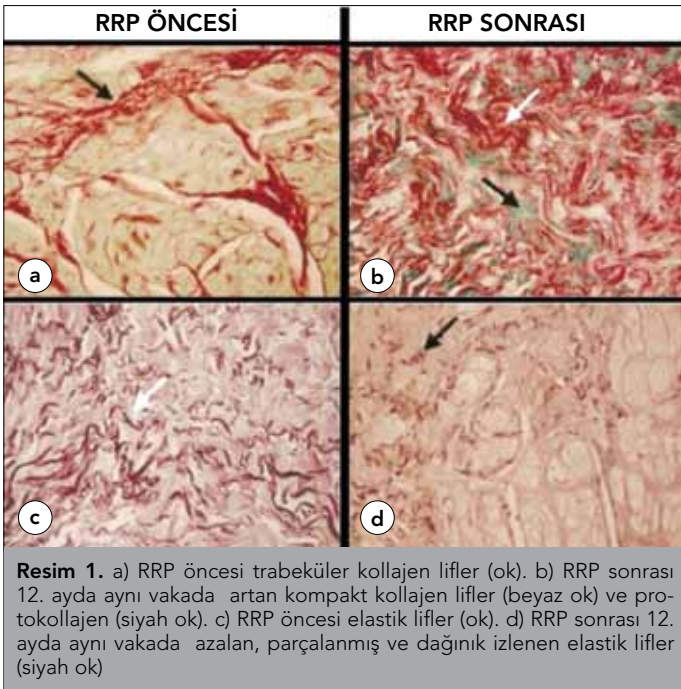 RRP ÖNCESİ
RRP SONRASI
a
b
c
d
Resim 1. a) RRP öncesi trabeküler kollajen lifler (ok). b) RRP sonrası
12. ayda aynı vakada artan kompakt kollajen lifler (beyaz ok) ve pro-
tokollajen (siyah ok). c) RRP öncesi elastik lifler (ok). d) RRP sonrası 12.
ayda aynı vakada azalan, parçalanmış ve dağınık izlenen elastik lifler
(siyah ok)